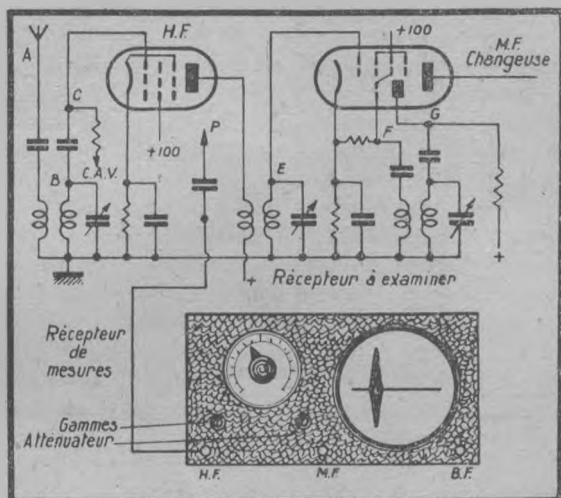 H.F.
+100
M.F.
Changeuse
A
C
P
C.A.V.
+100
B
E
F
G
+
+
Récepteur à examiner
Récepteur
de
mesures
Gammes
Atténuateur
H.F.
M.F.
B.F.